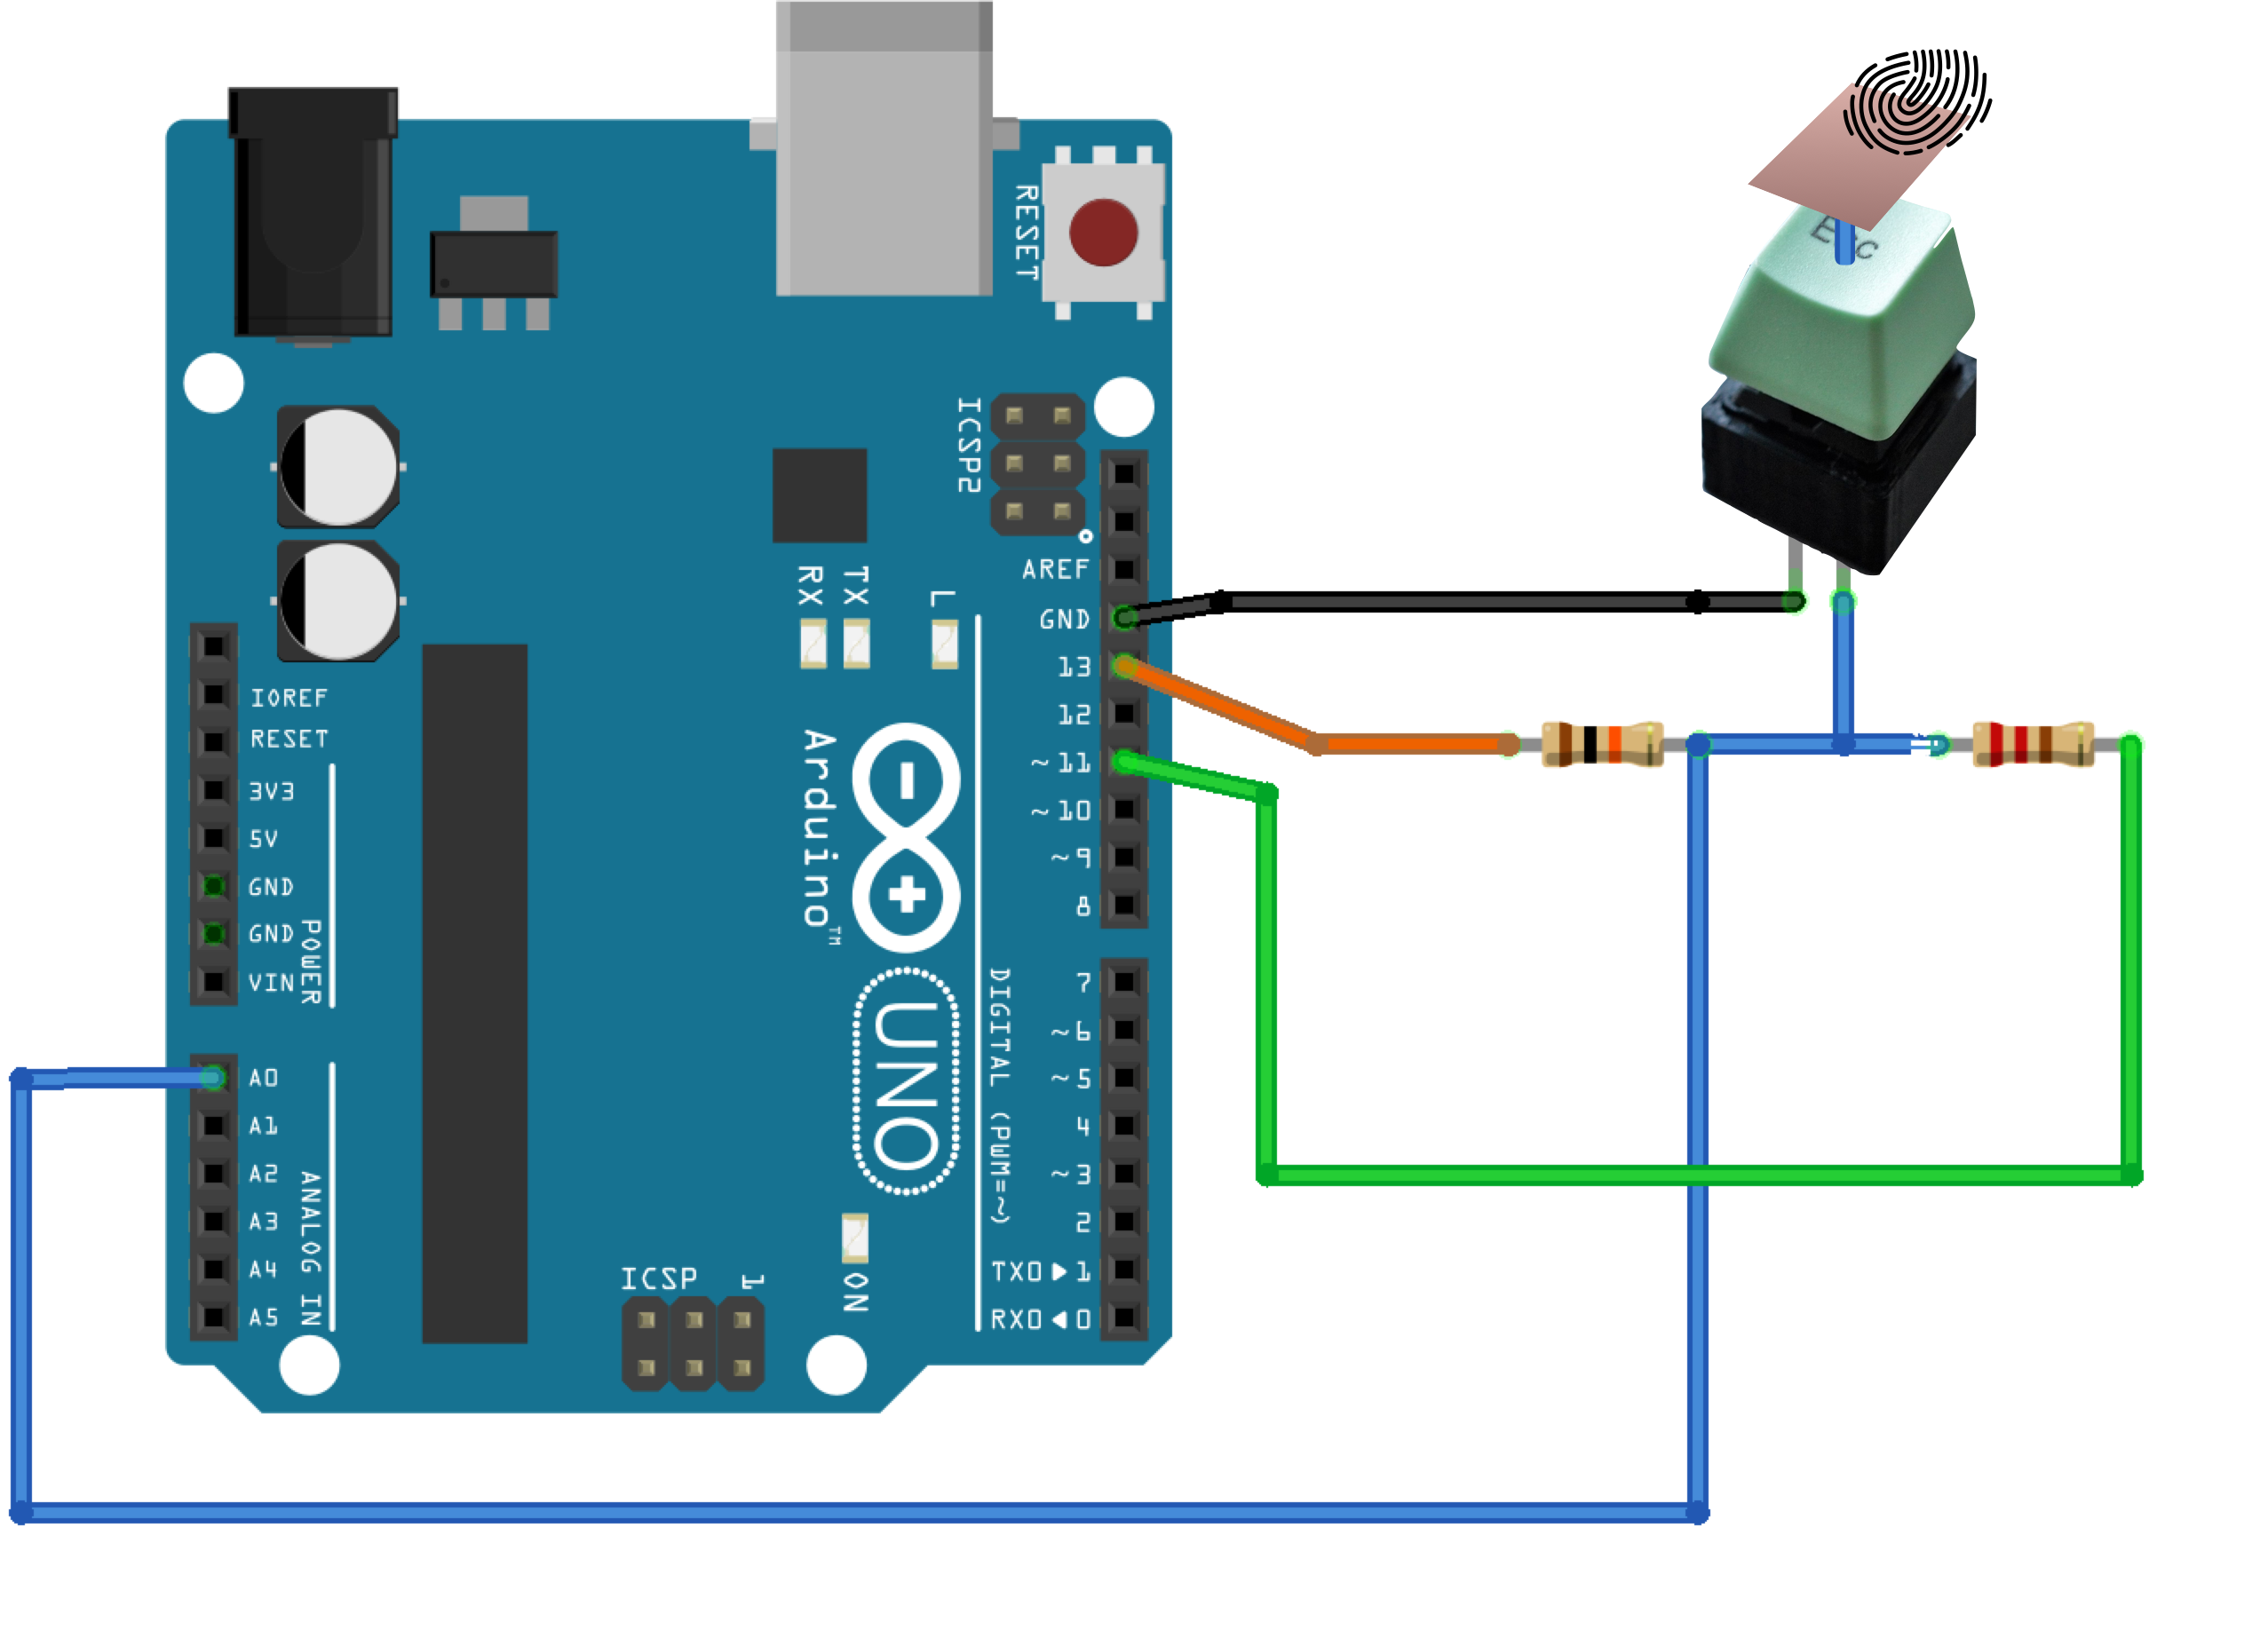 Esc
RESET
ICSP2
AREF
GND
13
12
~11
~10
~9
8
RX
TX
L
IOREF
RESET
3V3
5V
GND
GND
VIN
POWER
Arduino™
UNO
7
~6
~5
4
~3
2
TX0▶1
RX0◀0
DIGITAL (PWM=~)
A0
A1
A2
A3
A4
A5
ANALOG IN
ICSP
1
ON